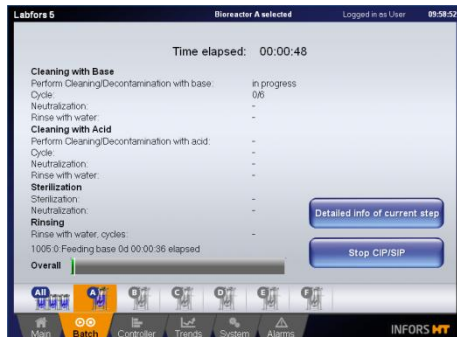 Labfors 5 Bioreactor A selected Logged in as User 09:58:52
Time elapsed: 00:00:48
Cleaning with Base
Perform Cleaning/Decontamination with base: in progress
Cycle: 0/6
Neutralization: -
Rinse with water: -
Cleaning with Acid
Perform Cleaning/Decontamination with acid: -
Cycle: -
Neutralization: -
Rinse with water: -
Sterilization
Sterilization: -
Neutralization: -
Rinsing
Rinse with water, cycles: -
Detailed info of current step
1005:0:Feeding base 0d 00:00:36 elapsed
Stop CIP/SIP
Overall
All A B C D E F
Main Batch Controller Trends System Alarms INFORS HT